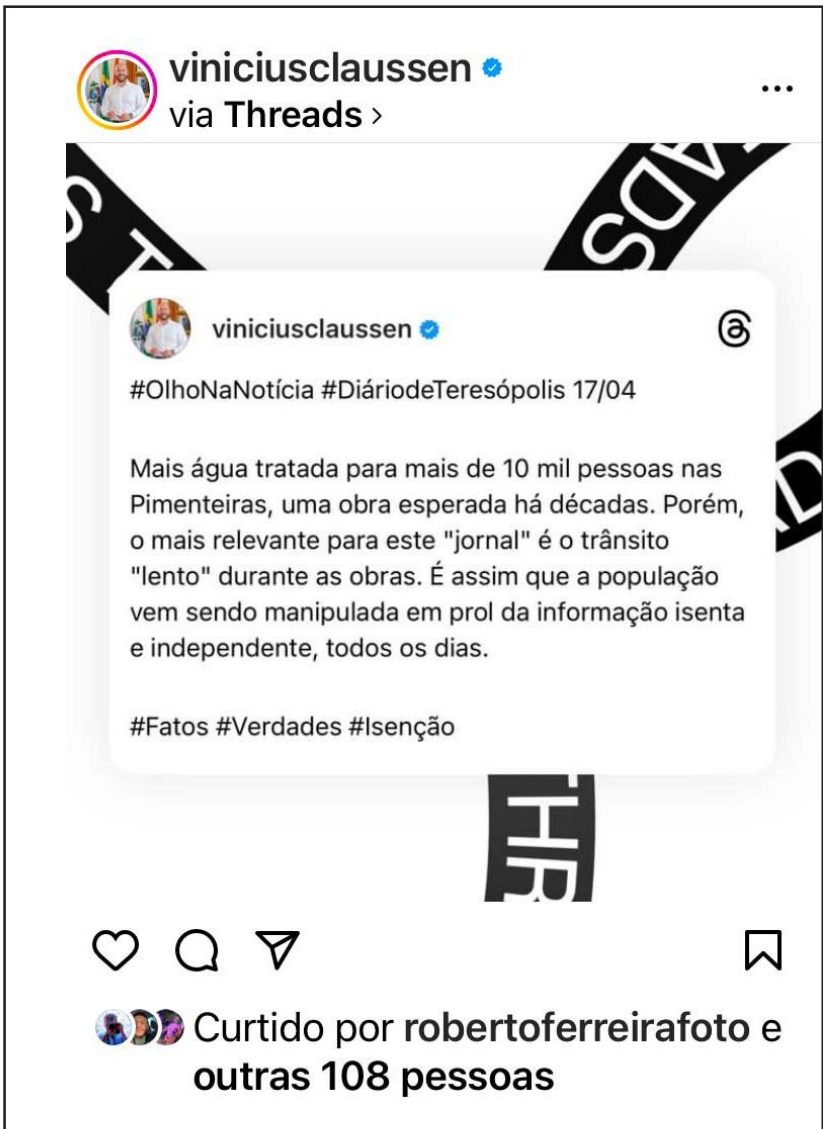 viniciusclaussen
via Threads >
viniciusclaussen
#OlhoNaNotícia #DiáriodeTeresópolis 17/04
Mais água tratada para mais de 10 mil pessoas nas
Pimenteiras, uma obra esperada há décadas. Porém,
o mais relevante para este "jornal" é o trânsito
"lento" durante as obras. É assim que a população
vem sendo manipulada em prol da informação isenta
e independente, todos os dias.
#Fatos #Verdades #Isenção
Curtido por robertoferreirafoto e
outras 108 pessoas